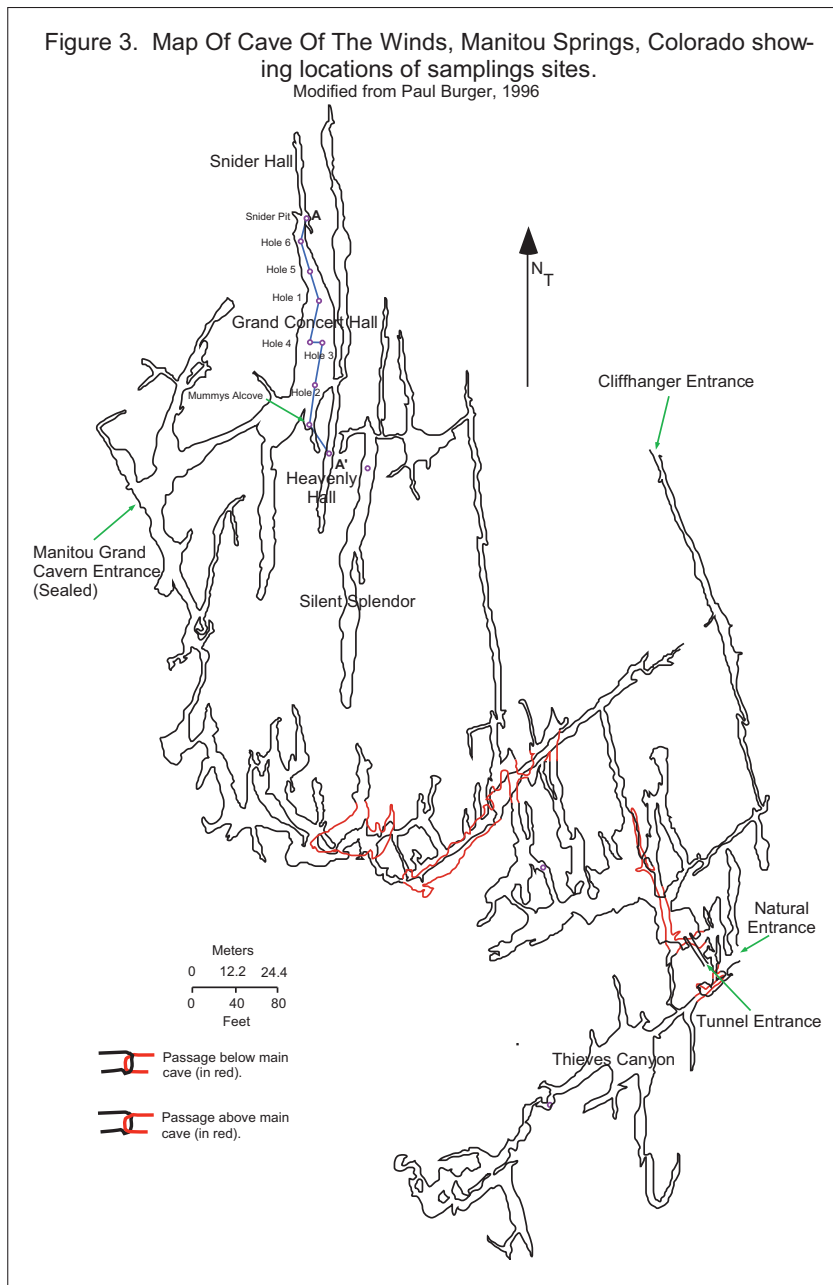 Figure 3.  Map Of Cave Of The Winds, Manitou Springs, Colorado show-
ing locations of samplings sites.
Modified from Paul Burger, 1996
Snider Hall
Snider Pit
A
Hole 6
Hole 5
Hole 1
Grand Concert Hall
Hole 4
Hole 3
Hole 2
Mummys Alcove
A'
Heavenly
Hall
NT
Cliffhanger Entrance
Manitou Grand
Cavern Entrance
(Sealed)
Silent Splendor
Natural
Entrance
Tunnel Entrance
Thieves Canyon
Meters
0 12.2 24.4
0 40 80
Feet
Passage below main
cave (in red).
Passage above main
cave (in red).